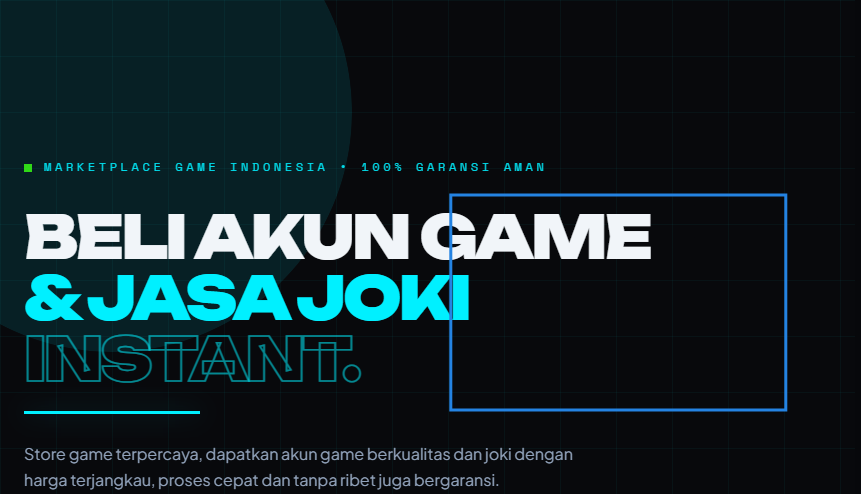 MARKETPLACE GAME INDONESIA • 100% GARANSI AMAN
BELI AKUN GAME
& JASA JOKI
INSTANT.
Store game terpercaya, dapatkan akun game berkualitas dan joki dengan
harga terjangkau, proses cepat dan tanpa ribet juga bergaransi.